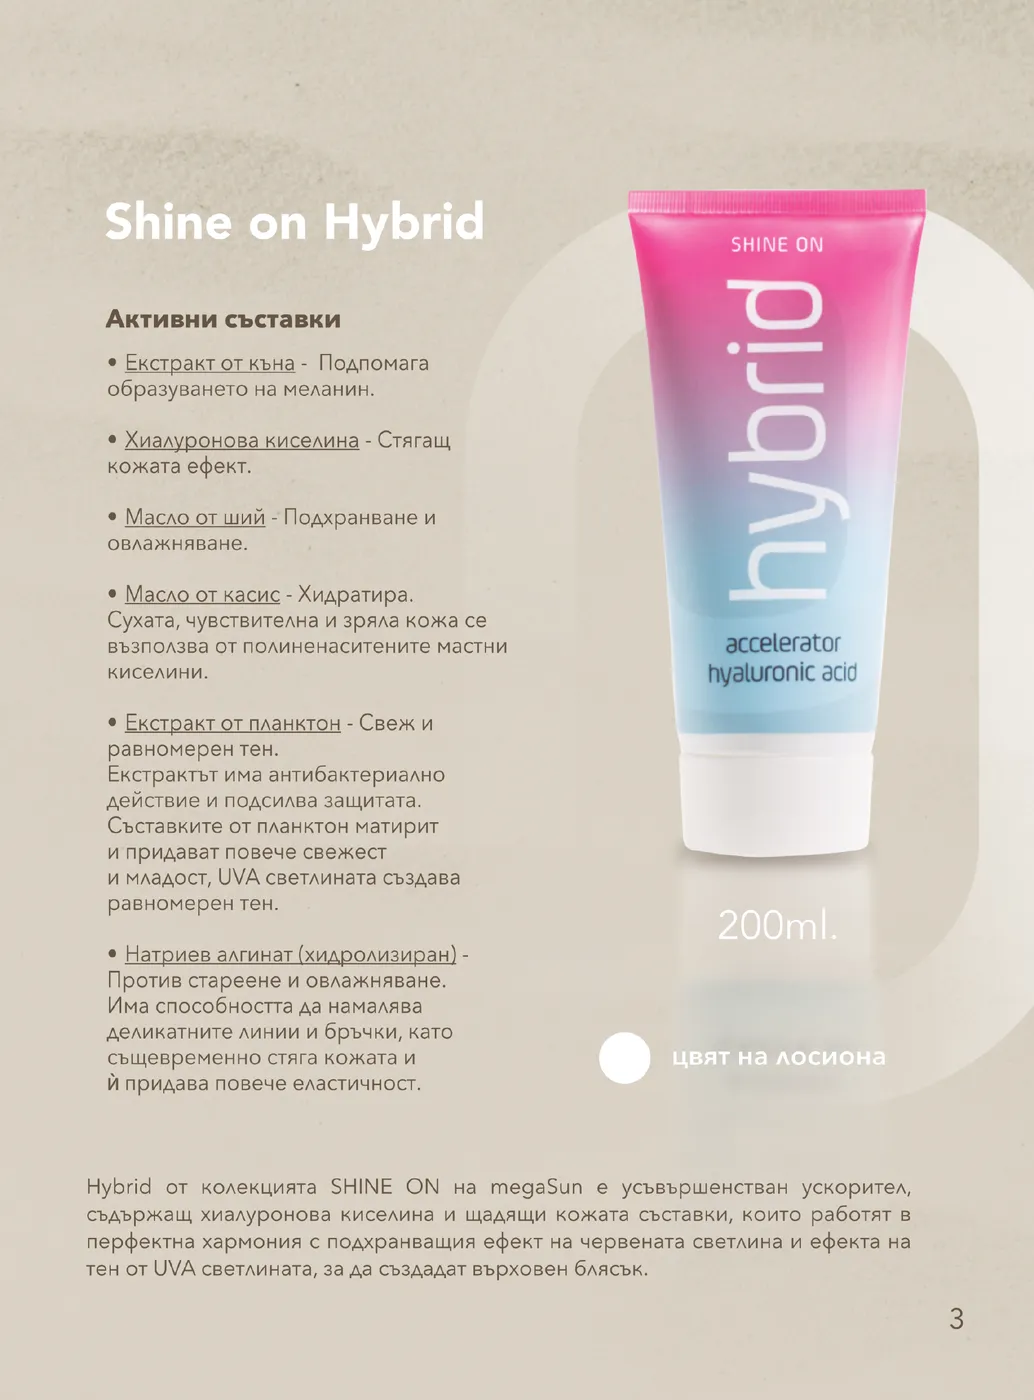 Shine on Hybrid
Активни съставки
• Екстракт от къна - Подпомага
образуването на меланин.
• Хиалуронова киселина - Стягащ
кожата ефект.
• Масло от ший - Подхранване и
овлажняване.
• Масло от касис - Хидратира.
Сухата, чувствителна и зряла кожа се
възползва от полиненаситените мастни
киселини.
• Екстракт от планктон - Свеж и
равномерен тен.
Екстрактът има антибактериално
действие и подсилва защитата.
Съставките от планктон матирит
и придават повече свежест
и младост, UVA светлината създава
равномерен тен.
• Натриев алгинат (хидролизиран) -
Против стареене и овлажняване.
Има способността да намалява
деликатните линии и бръчки, като
същевременно стяга кожата и
ѝ придава повече еластичност.
SHINE ON
hybrid
accelerator
hyaluronic acid
200ml.
цвят на лосиона
Hybrid от колекцията SHINE ON на megaSun е усъвършенстван ускорител,
съдържащ хиалуронова киселина и щадящи кожата съставки, които работят в
перфектна хармония с подхранващия ефект на червената светлина и ефекта на
тен от UVA светлината, за да създадат върховен блясък.
3